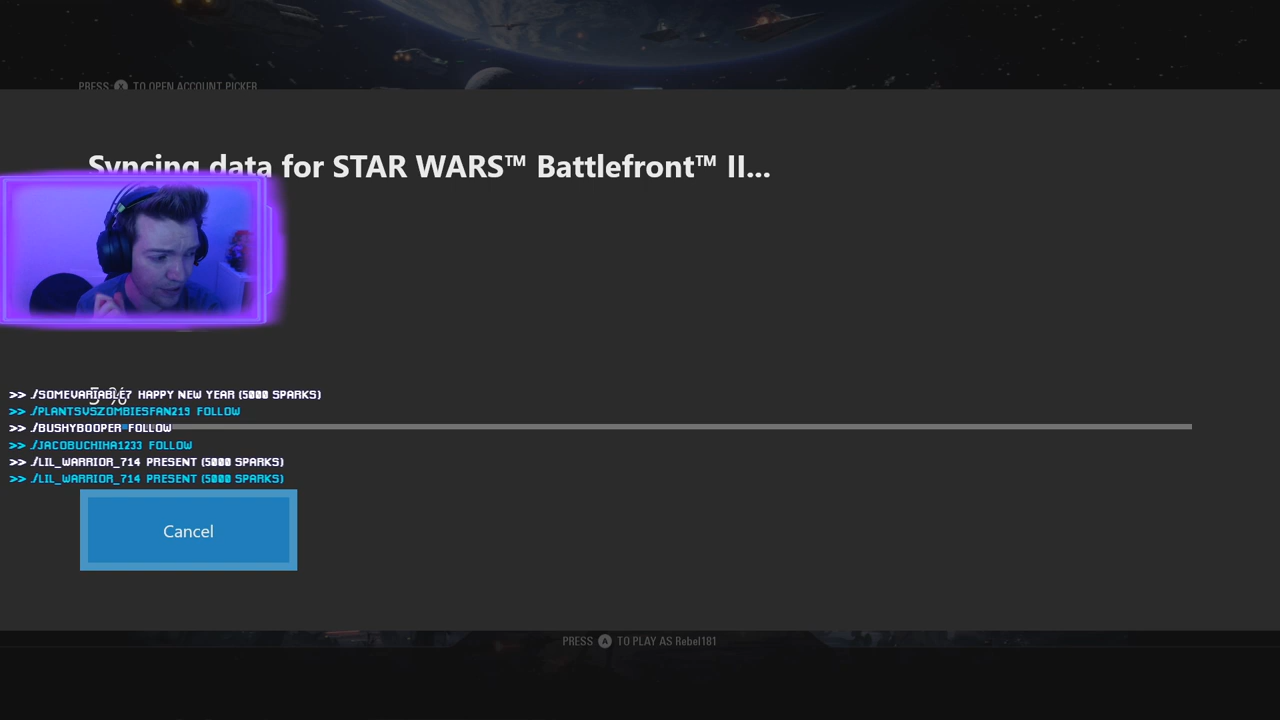 PRESS X TO OPEN ACCOUNT PICKER
Syncing data for STAR WARS™ Battlefront™ II...
5 %
>> ./SOMEVARIABLE7 HAPPY NEW YEAR (5000 SPARKS)
>> ./PLANTSVSZOMBIESFAN219 FOLLOW
>> ./BUSHYBOOPER FOLLOW
>> ./JACOBUCHIHA1233 FOLLOW
>> ./LIL_WARRIOR_714 PRESENT (5000 SPARKS)
>> ./LIL_WARRIOR_714 PRESENT (5000 SPARKS)
Cancel
PRESS A TO PLAY AS Rebel181